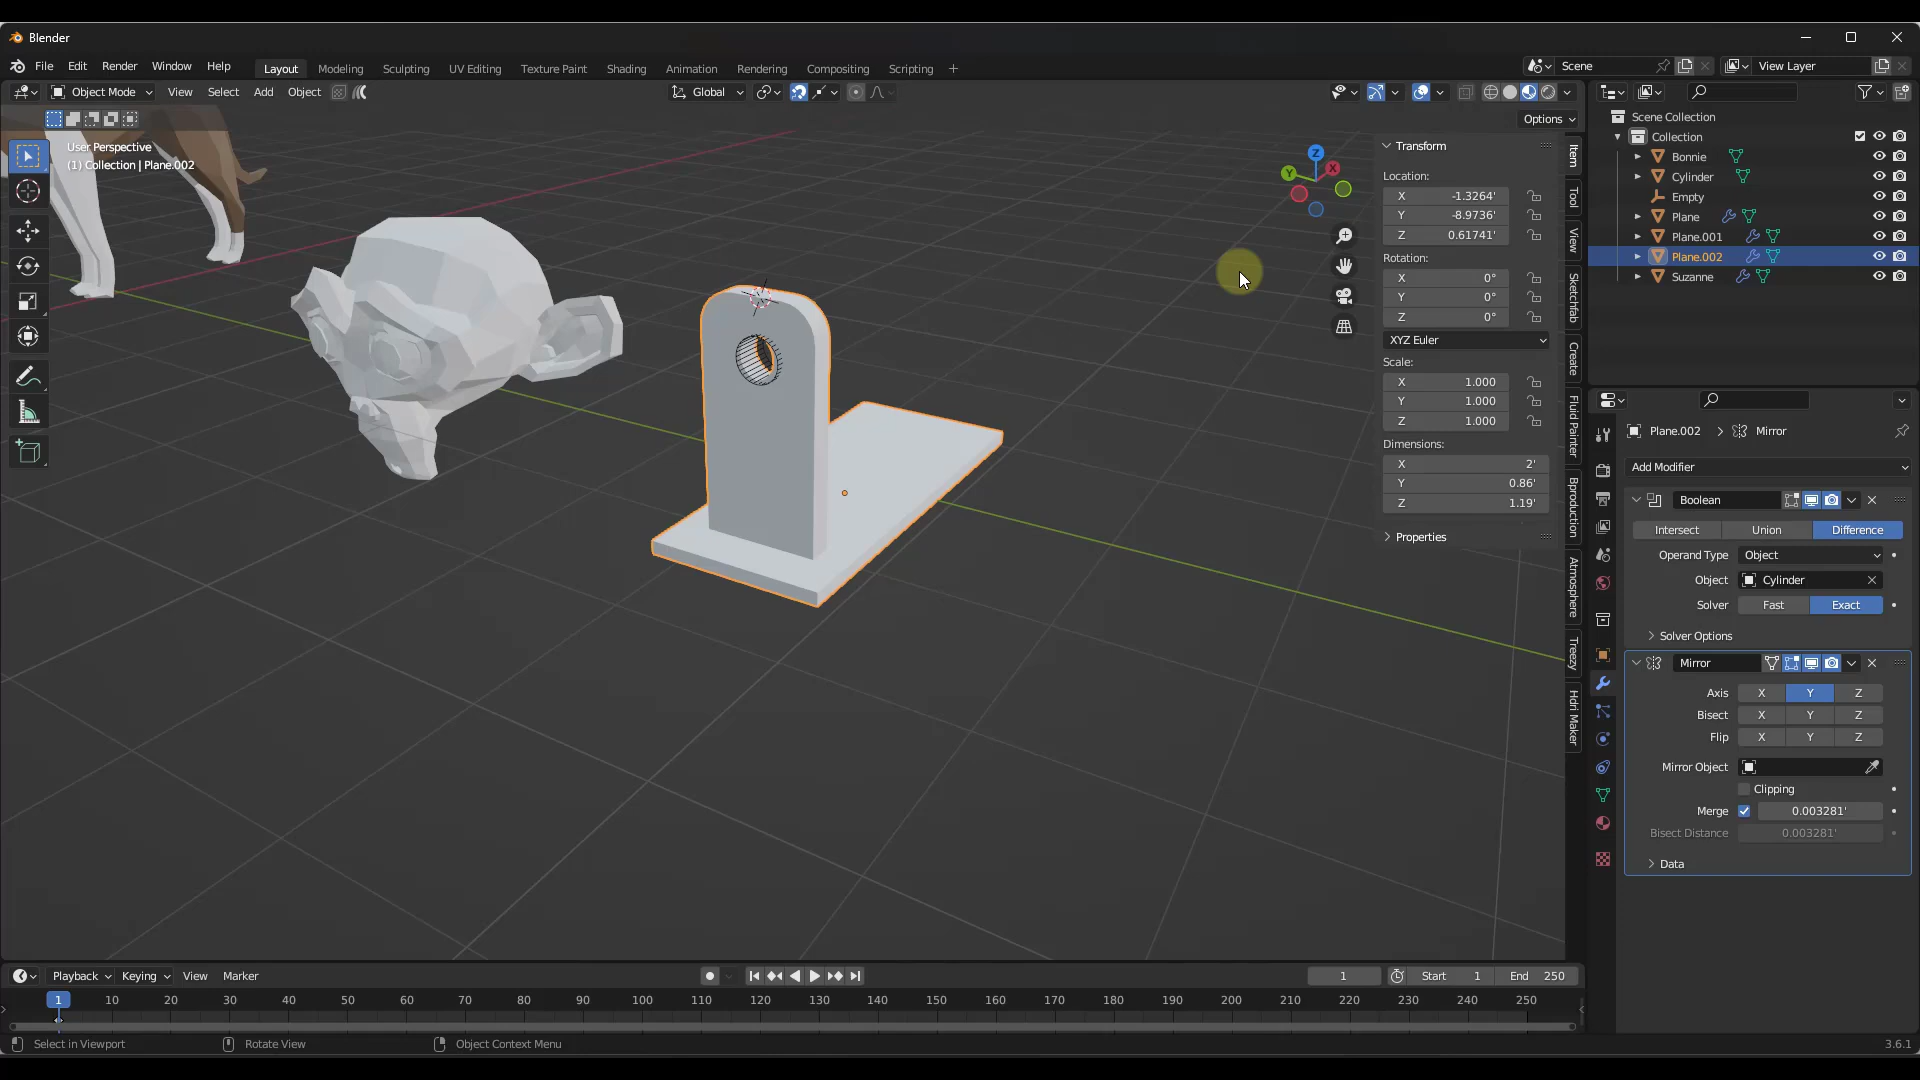 Blender
File Edit Render Window Help
Layout Modeling Sculpting UV Editing Texture Paint Shading Animation Rendering Compositing Scripting +
Scene View Layer
Object Mode View Select Add Object Global
Options
User Perspective
(1) Collection | Plane.002
Z
Y
X
Transform
Location:
X -1.3264'
Y -8.9736'
Z 0.61741'
Rotation:
X 0°
Y 0°
Z 0°
XYZ Euler
Scale:
X 1.000
Y 1.000
Z 1.000
Dimensions:
X 2'
Y 0.86'
Z 1.19'
Properties
Item
Tool
View
Sketchfab
Create
Fluid Painter
Bproduction
Atmosphere
Treezy
Hdri Maker
Scene Collection
Collection
Bonnie
Cylinder
Empty
Plane
Plane.001
Plane.002
Suzanne
Plane.002 > Mirror
Add Modifier
Boolean
Intersect Union Difference
Operand Type Object
Object Cylinder
Solver Fast Exact
Solver Options
Mirror
Axis X Y Z
Bisect X Y Z
Flip X Y Z
Mirror Object
Clipping
Merge 0.003281'
Bisect Distance 0.003281'
Data
Playback Keying View Marker
1 Start 1 End 250
1 10 20 30 40 50 60 70 80 90 100 110 120 130 140 150 160 170 180 190 200 210 220 230 240 250
Select in Viewport Rotate View Object Context Menu
3.6.1